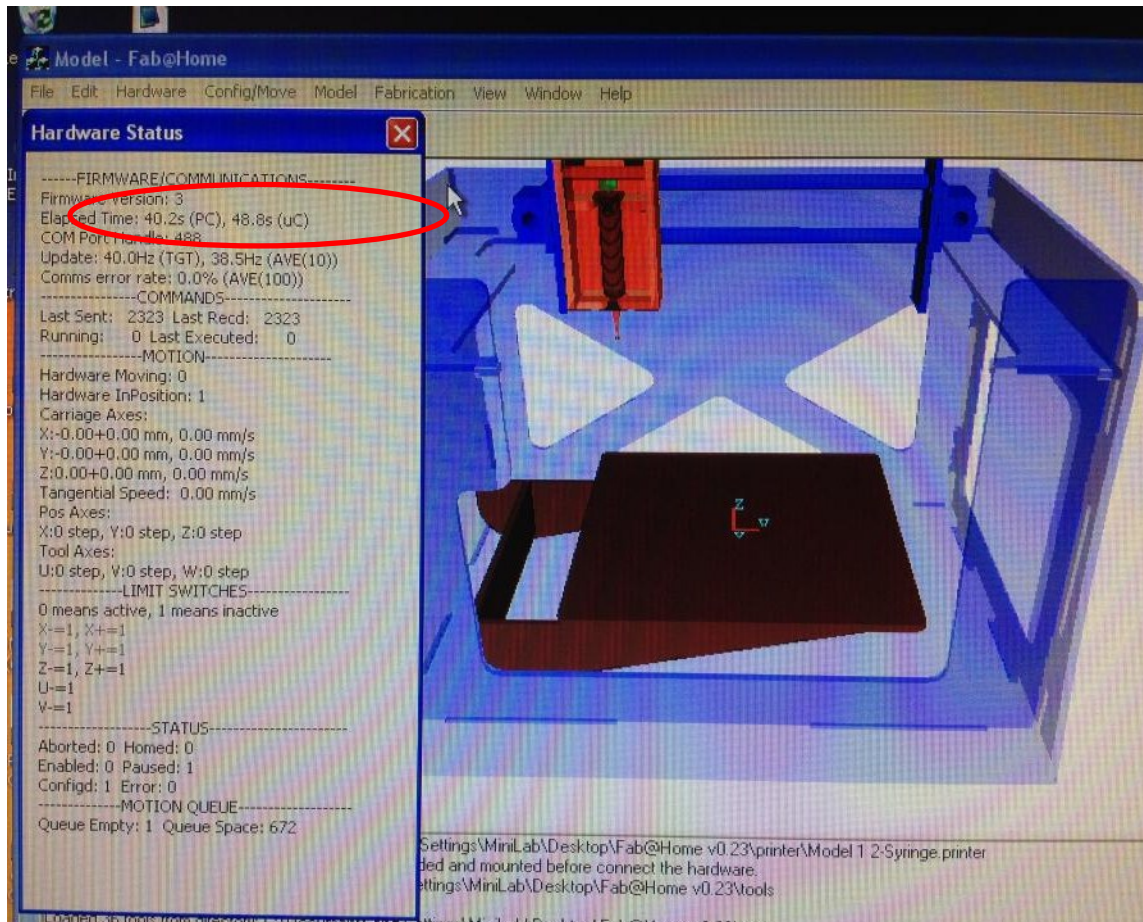 Model - Fab@Home
File Edit Hardware Config/Move Model Fabrication View Window Help
Hardware Status
------FIRMWARE/COMMUNICATIONS--------
Firmware Version: 3
Elapsed Time: 40.2s (PC), 48.8s (uC)
COM Port Handle: 488
Update: 40.0Hz (TGT), 38.5Hz (AVE(10))
Comms error rate: 0.0% (AVE(100))
---------------COMMANDS--------------------
Last Sent: 2323 Last Recd: 2323
Running: 0 Last Executed: 0
----------------MOTION--------------------
Hardware Moving: 0
Hardware InPosition: 1
Carriage Axes:
X:-0.00+0.00 mm, 0.00 mm/s
Y:-0.00+0.00 mm, 0.00 mm/s
Z:0.00+0.00 mm, 0.00 mm/s
Tangential Speed: 0.00 mm/s
Pos Axes:
X:0 step, Y:0 step, Z:0 step
Tool Axes:
U:0 step, V:0 step, W:0 step
-------------LIMIT SWITCHES----------------
0 means active, 1 means inactive
X-=1, X+=1
Y-=1, Y+=1
Z-=1, Z+=1
U-=1
V-=1
------------------STATUS----------------------
Aborted: 0 Homed: 0
Enabled: 0 Paused: 1
Configd: 1 Error: 0
-------------MOTION QUEUE------------------
Queue Empty: 1 Queue Space: 672
Z
Settings\MiniLab\Desktop\Fab@Home v0.23\printer\Model 1 2-Syringe.printer
ded and mounted before connect the hardware.
ettings\MiniLab\Desktop\Fab@Home v0.23\tools